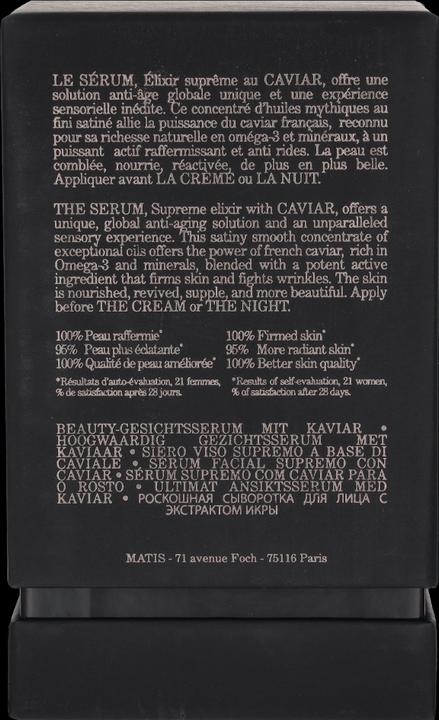 LE SÉRUM, Élixir suprême au CAVIAR, offre une
solution anti-âge globale unique et une expérience
sensorielle inédite. Ce concentré d'huiles mythiques au
fini satiné allie la puissance du caviar français, reconnu
pour sa richesse naturelle en oméga-3 et minéraux, à un
puissant actif raffermissant et anti rides. La peau est
comblée, nourrie, réactivée, de plus en plus belle.
Appliquer avant LA CRÈME ou LA NUIT.
THE SERUM, Supreme elixir with CAVIAR, offers a
unique, global anti-aging solution and an unparalleled
sensory experience. This satiny smooth concentrate of
exceptional oils offers the power of french caviar, rich in
Omega-3 and minerals, blended with a potent active
ingredient that firms skin and fights wrinkles. The skin
is nourished, revived, supple, and more beautiful. Apply
before THE CREAM or THE NIGHT.
100% Peau raffermie*
95% Peau plus éclatante*
100% Qualité de peau améliorée*
*Résultats d'auto-évaluation, 21 femmes,
% de satisfaction après 28 jours.
100% Firmed skin*
95% More radiant skin*
100% Better skin quality*
*Results of self-evaluation, 21 women,
% of satisfaction after 28 days.
BEAUTY-GESICHTSSERUM MIT KAVIAR •
HOOGWAARDIG GEZICHTSSERUM MET
KAVIAAR • SIERO VISO SUPREMO A BASE DI
CAVIALE • SÉRUM FACIAL SUPREMO CON
CAVIAR • SÉRUM SUPREMO COM CAVIAR PARA
O ROSTO • ULTIMAT ANSIKTSSERUM MED
KAVIAR • РОСКОШНАЯ СЫВОРОТКА ДЛЯ ЛИЦА С
ЭКСТРАКТОМ ИКРЫ
MATIS - 71 avenue Foch - 75116 Paris